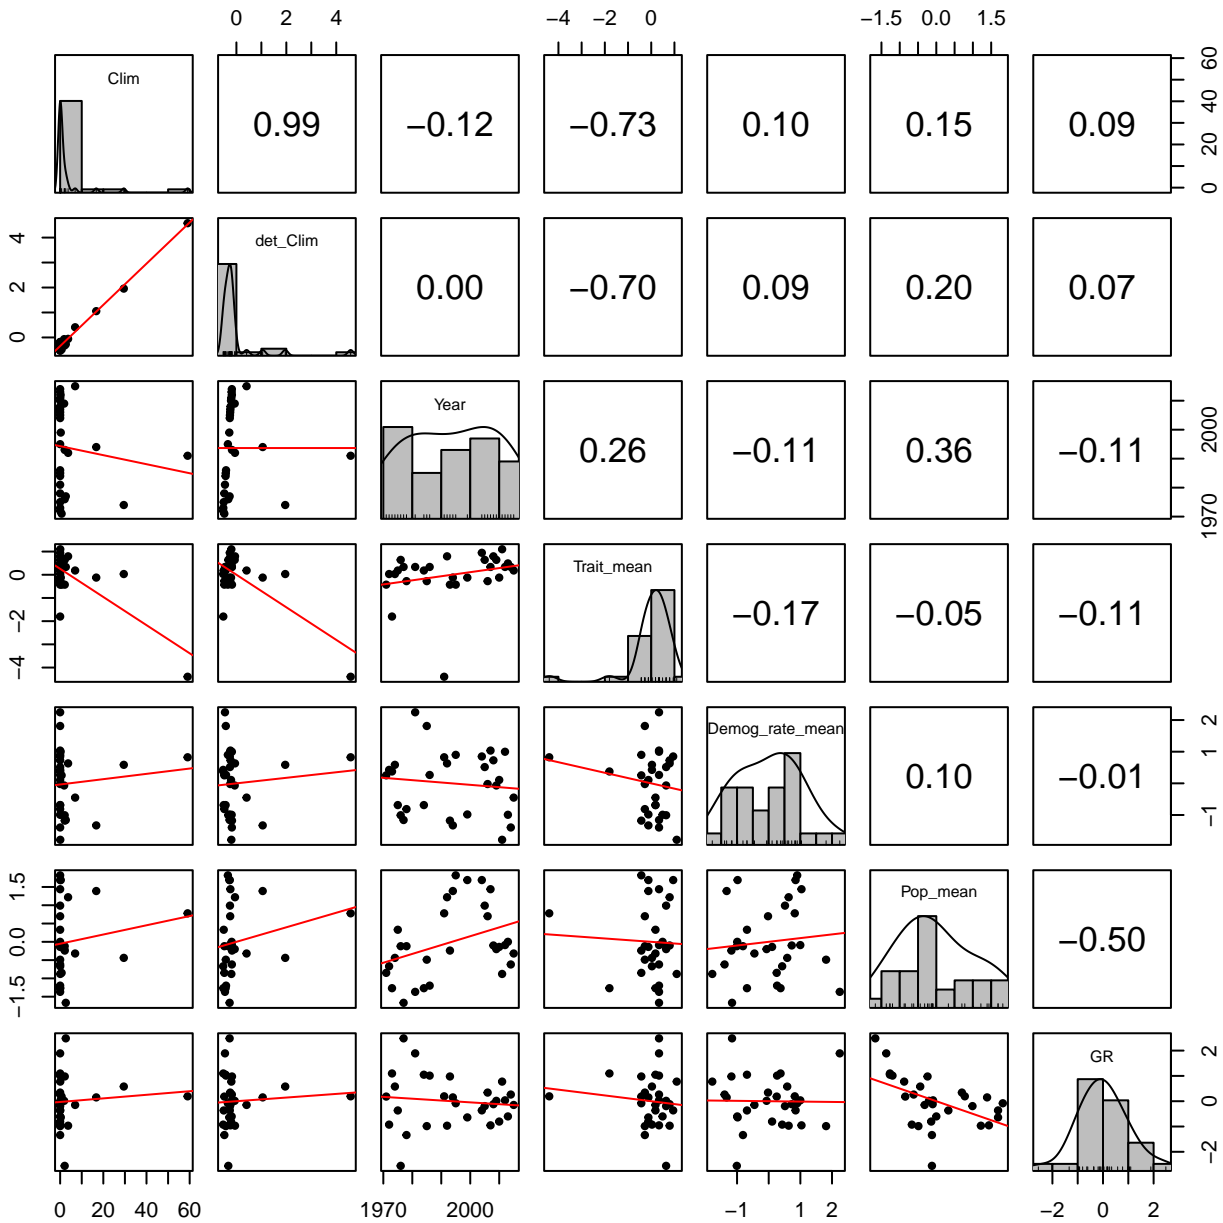 0 2 4 −4 −2 0 −1.5 0.0 1.5
Clim 0.99 −0.12 −0.73 0.10 0.15 0.09 0 20 40 60
0 2 4 det_Clim 0.00 −0.70 0.09 0.20 0.07
Year 0.26 −0.11 0.36 −0.11 1970 2000
−4 −2 0 Trait_mean −0.17 −0.05 −0.11
Demog_rate_mean 0.10 −0.01 −1 1 2
−1.5 0.0 1.5 Pop_mean −0.50
GR −2 0 2
0 20 40 60 1970 2000 −1 1 2 −2 0 2